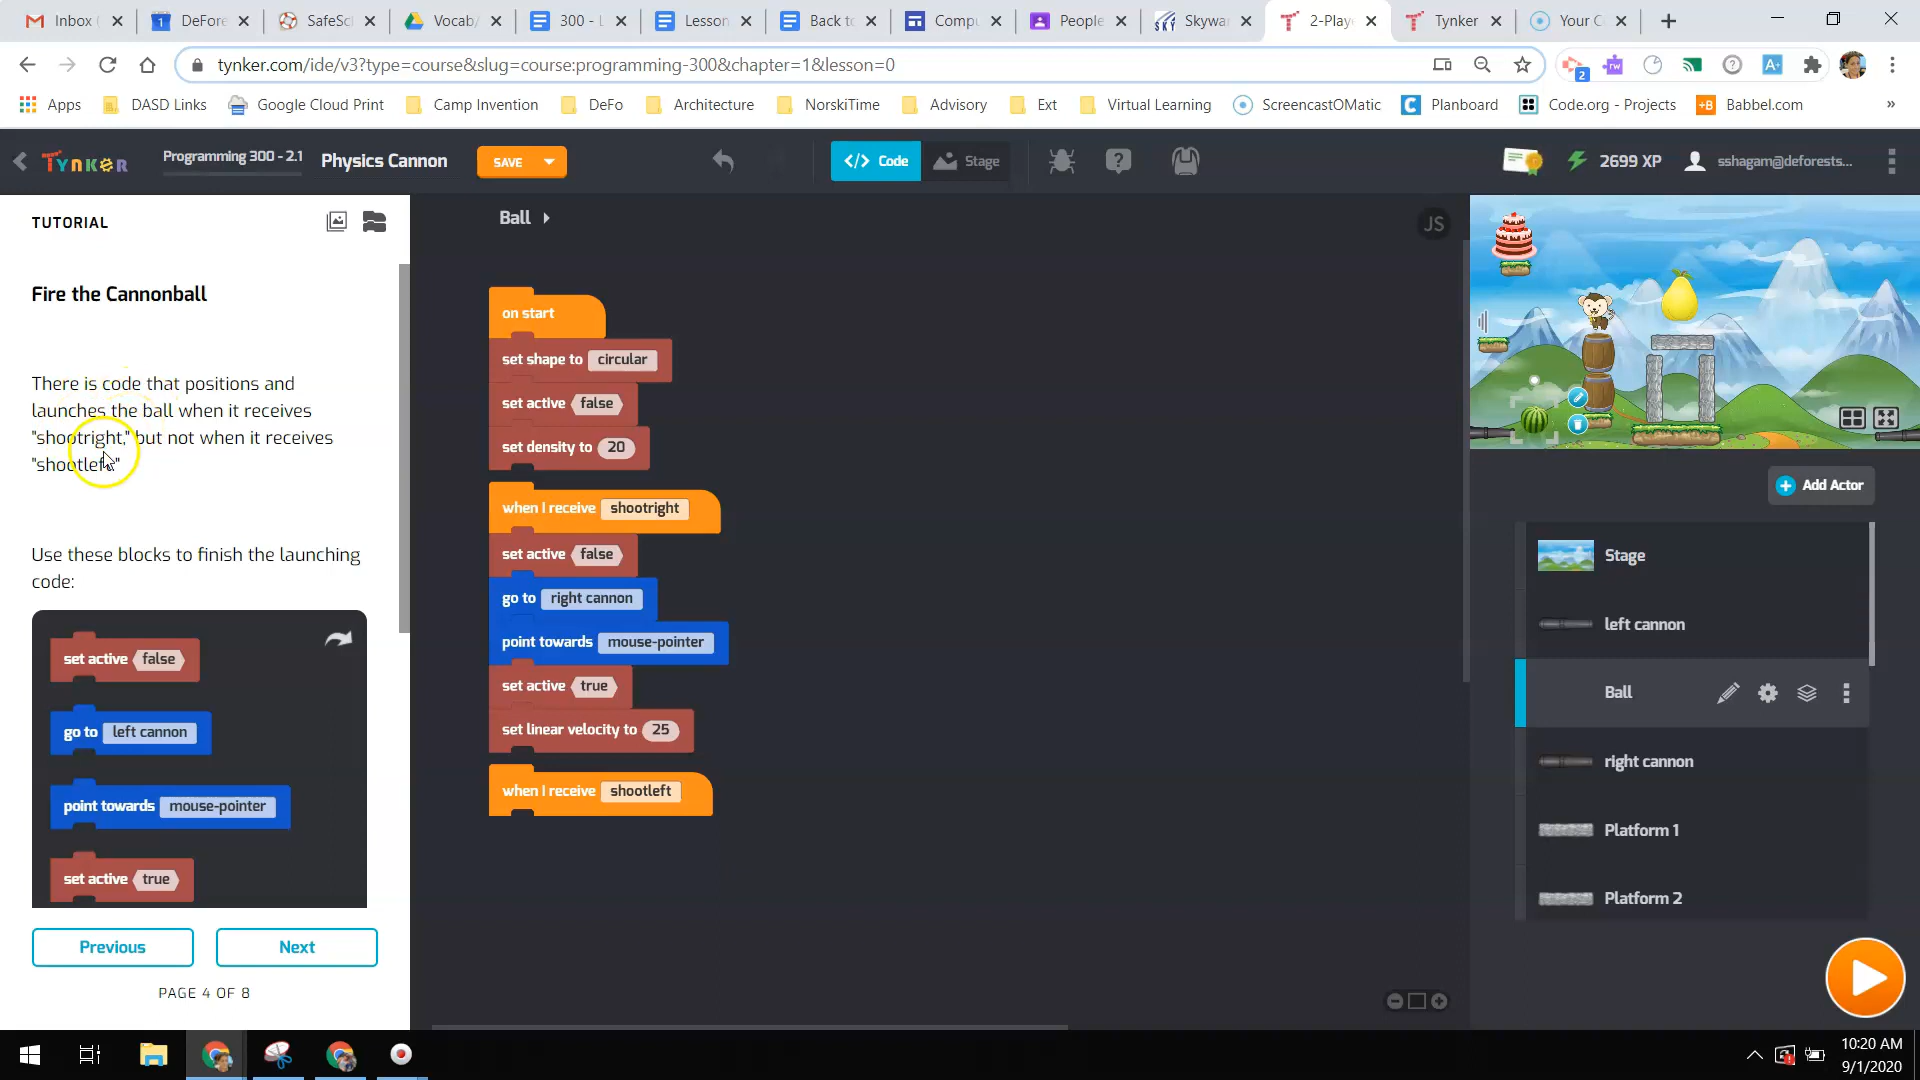 Inbox (
DeFore
SafeSch
Vocab/
300 - L
Lesson
Back to
Compu
People
Skywar
2-Playe
Tynker
Your C
tynker.com/ide/v3?type=course&slug=course:programming-300&chapter=1&lesson=0
Apps
DASD Links
Google Cloud Print
Camp Invention
DeFo
Architecture
NorskiTime
Advisory
Ext
Virtual Learning
ScreencastOMatic
Planboard
Code.org - Projects
Babbel.com
»
TYNKER
Programming 300 - 2.1
Physics Cannon
SAVE
</> Code
Stage
2699 XP
sshagam@deforests...
TUTORIAL
Fire the Cannonball
There is code that positions and
launches the ball when it receives
"shootright," but not when it receives
"shootleft."
Use these blocks to finish the launching
code:
set active false
go to left cannon
point towards mouse-pointer
set active true
Previous
Next
PAGE 4 OF 8
Ball
JS
on start
set shape to circular
set active false
set density to 20
when I receive shootright
set active false
go to right cannon
point towards mouse-pointer
set active true
set linear velocity to 25
when I receive shootleft
Add Actor
Stage
left cannon
Ball
right cannon
Platform 1
Platform 2
10:20 AM
9/1/2020